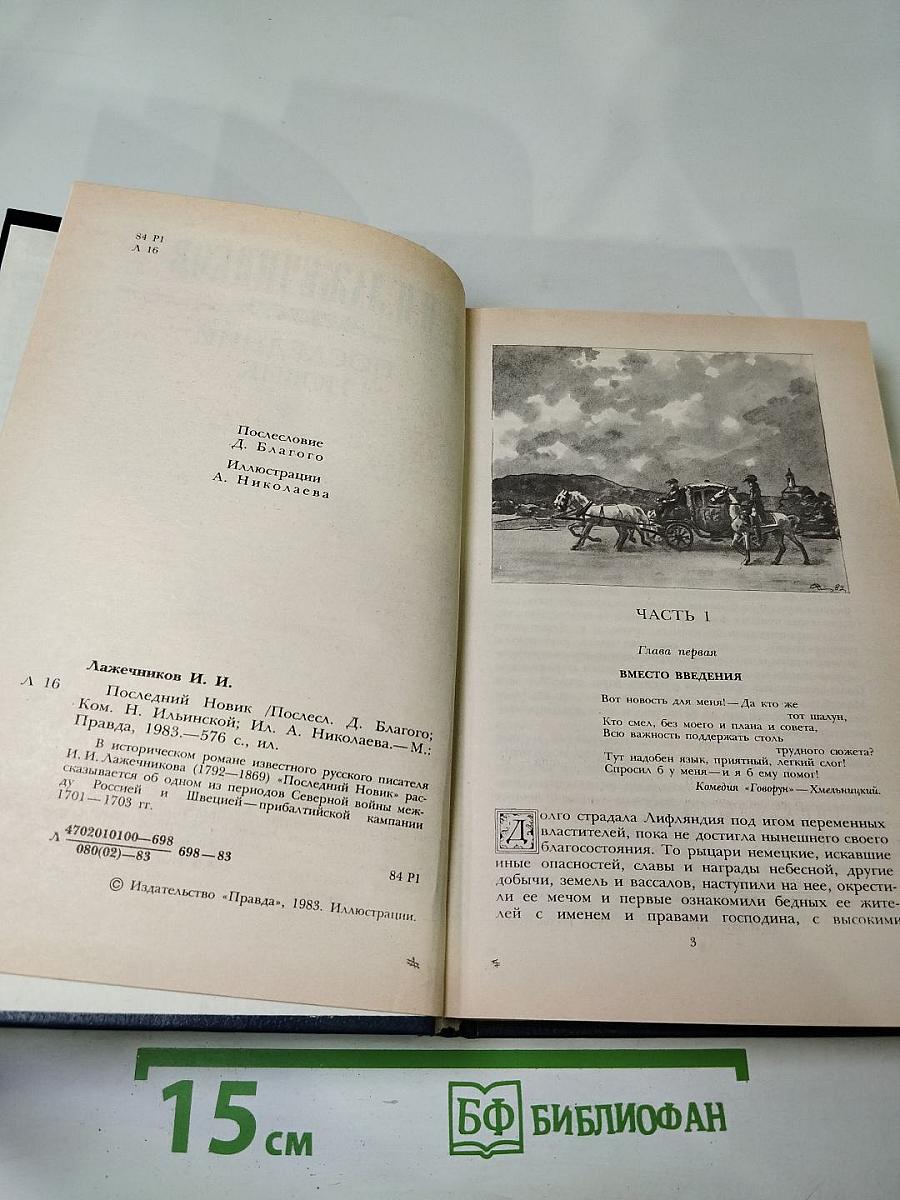 84 Р1
Л 16
Послесловие
Д. Благого
Иллюстрации
А. Николаева
Лажечников И. И.
Л 16
Последний Новик /Послесл. Д. Благого;
Ком. Н. Ильинской; Ил. А. Николаева.— М.:
Правда, 1983.—576 с., ил.
В историческом романе известного русского писателя
И. И. Лажечникова (1792—1869) «Последний Новик» рас-
сказывается об одном из периодов Северной войны меж-
ду Россией и Швецией — прибалтийской кампании
1701—1703 гг.
Л 4702010100—698
080(02)—83
698—83
84 Р1
© Издательство «Правда», 1983. Иллюстрации.
ЧАСТЬ 1
Глава первая
ВМЕСТО ВВЕДЕНИЯ
Вот новость для меня! — Да кто же
тот шалун,
Кто смел, без моего и плана и совета,
Всю важность поддержать столь
трудного сюжета?
Тут надобен язык, приятный, легкий слог!
Спросил б у меня — и я б ему помог!
Комедия «Говорун» — Хмельницкий.
Долго страдала Лифляндия под игом переменных
властителей, пока не достигла нынешнего своего
благосостояния. То рыцари немецкие, искавшие
иные опасностей, славы и награды небесной, другие
добычи, земель и вассалов, наступили на нее, окрести-
ли ее мечом и первые ознакомили бедных ее жите-
лей с именем и правами господина, с высокими
3
15 см
БФ БИБЛИОФАН